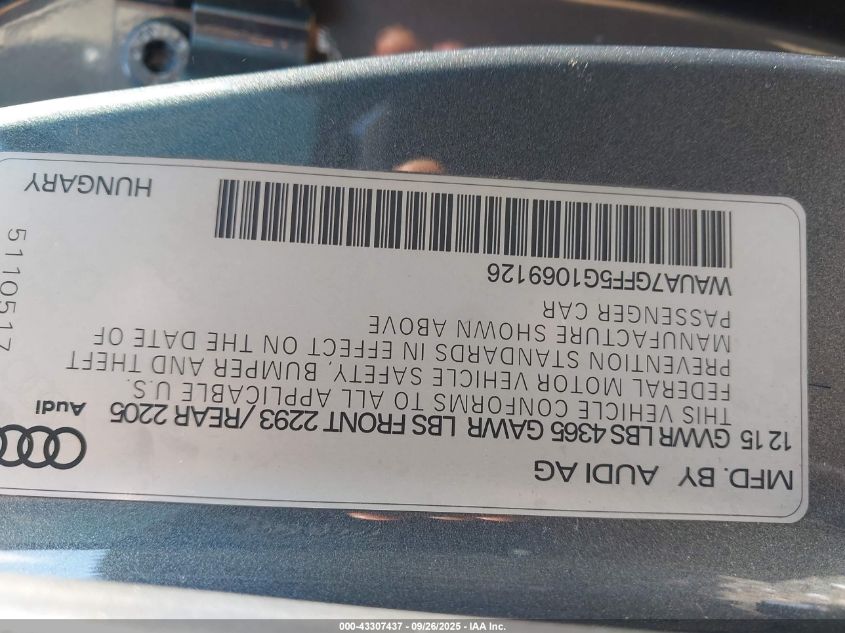 MFD. BY AUDI AG
12 15 GVWR LBS 4365 GAWR LBS FRONT 2293 / REAR 2205
THIS VEHICLE CONFORMS TO ALL APPLICABLE U.S.
FEDERAL MOTOR VEHICLE SAFETY, BUMPER AND THEFT
PREVENTION STANDARDS IN EFFECT ON THE DATE OF
MANUFACTURE SHOWN ABOVE
PASSENGER CAR
WAUA7GFF5G1069126
HUNGARY
Audi
5110517
000-43307437 - 09/26/2025 - IAA Inc.